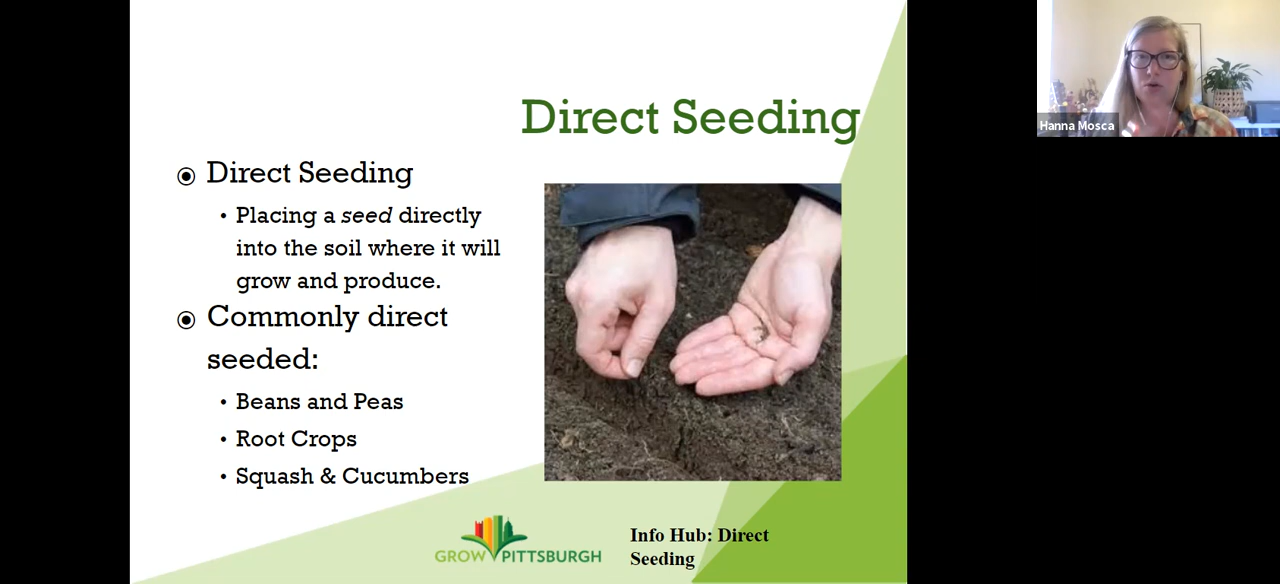 Direct Seeding
Direct Seeding
Placing a seed directly
into the soil where it will
grow and produce.
Commonly direct
seeded:
Beans and Peas
Root Crops
Squash & Cucumbers
GROW PITTSBURGH
Info Hub: Direct
Seeding
Hanna Mosca